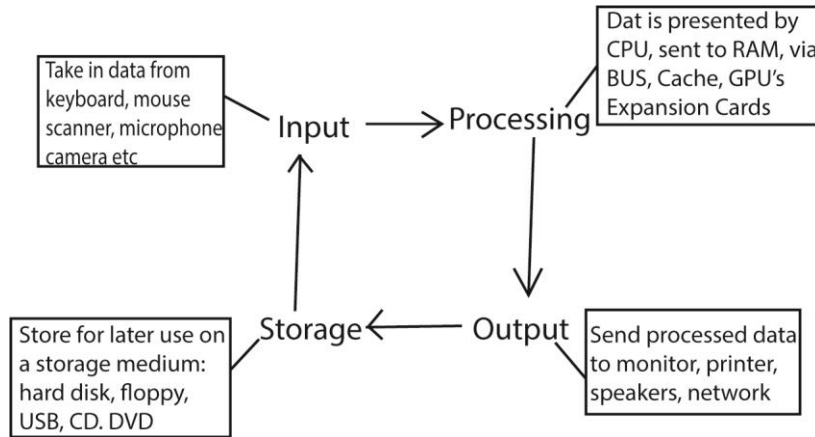 Take in data from
keyboard, mouse
scanner, microphone
camera etc
Input
Processing
Dat is presented by
CPU, sent to RAM, via
BUS, Cache, GPU’s
Expansion Cards
Store for later use on
a storage medium:
hard disk, floppy,
USB, CD. DVD
Storage
Output
Send processed data
to monitor, printer,
speakers, network